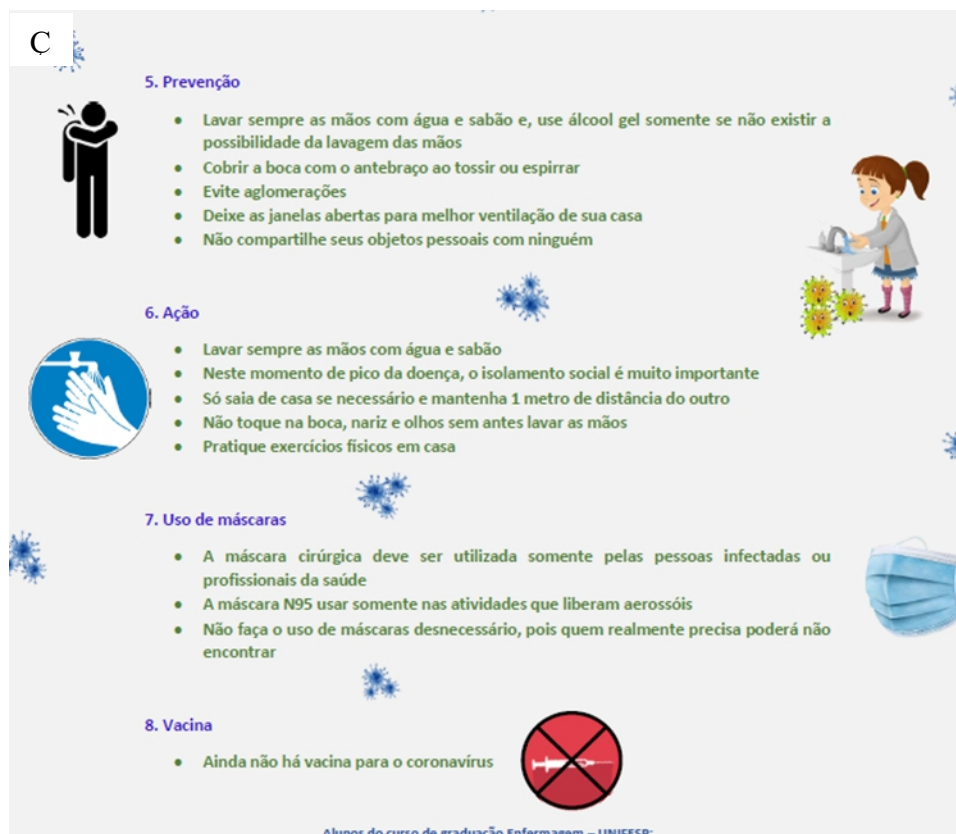 C
5. Prevenção
• Lavar sempre as mãos com água e sabão e, use álcool gel somente se não existir a
possibilidade da lavagem das mãos
• Cobrir a boca com o antebraço ao tossir ou espirrar
• Evite aglomerações
• Deixe as janelas abertas para melhor ventilação de sua casa
• Não compartilhe seus objetos pessoais com ninguém
6. Ação
• Lavar sempre as mãos com água e sabão
• Neste momento de pico da doença, o isolamento social é muito importante
• Só saia de casa se necessário e mantenha 1 metro de distância do outro
• Não toque na boca, nariz e olhos sem antes lavar as mãos
• Pratique exercícios físicos em casa
7. Uso de máscaras
• A máscara cirúrgica deve ser utilizada somente pelas pessoas infectadas ou
profissionais da saúde
• A máscara N95 usar somente nas atividades que liberam aerossóis
• Não faça o uso de máscaras desnecessário, pois quem realmente precisa poderá não
encontrar
8. Vacina
• Ainda não há vacina para o coronavírus
Alunos do curso de graduação Enfermagem – UNIFESP: